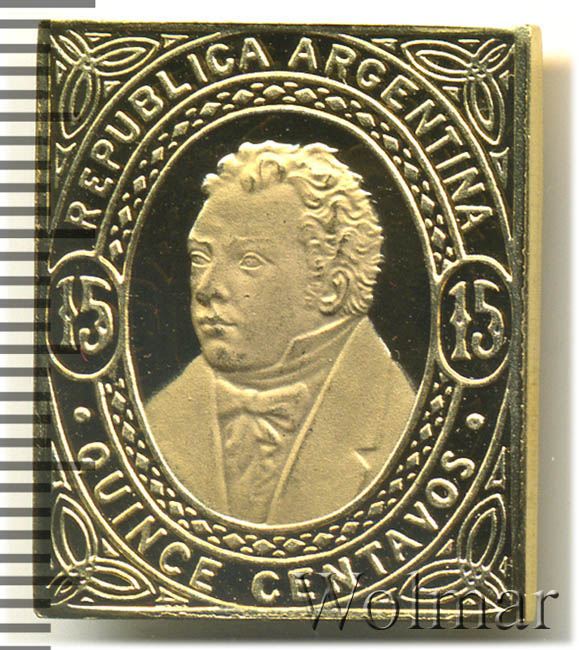 REPUBLICA ARGENTINA
15 15
QUINCE CENTAVOS
Wolmar